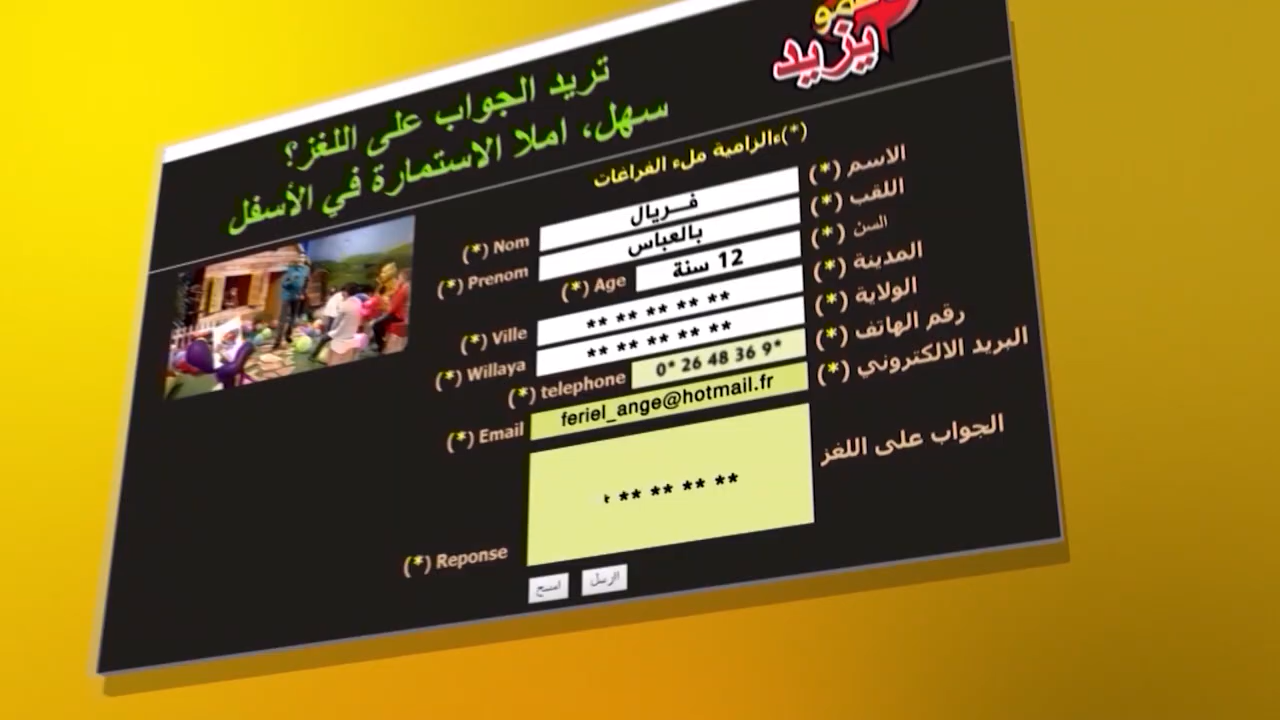 عمو
يزيد
تريد الجواب على اللغز؟
سهل، املا الاستمارة في الأسفل
(*)ءالزامية ملء الفراغات
(*) Nom فـريال الاسم (*)
(*) Prenom بالعباس اللقب (*)
(*) Age 12 سنة السن (*)
(*) Ville ** ** ** ** ** المدينة (*)
(*) Willaya ** ** ** ** ** الولاية (*)
(*) telephone 0* 26 48 36 9* رقم الهاتف (*)
(*) Email feriel_ange@hotmail.fr البريد الالكتروني (*)
(*) Reponse * ** ** ** ** الجواب على اللغز
امسح ارسل